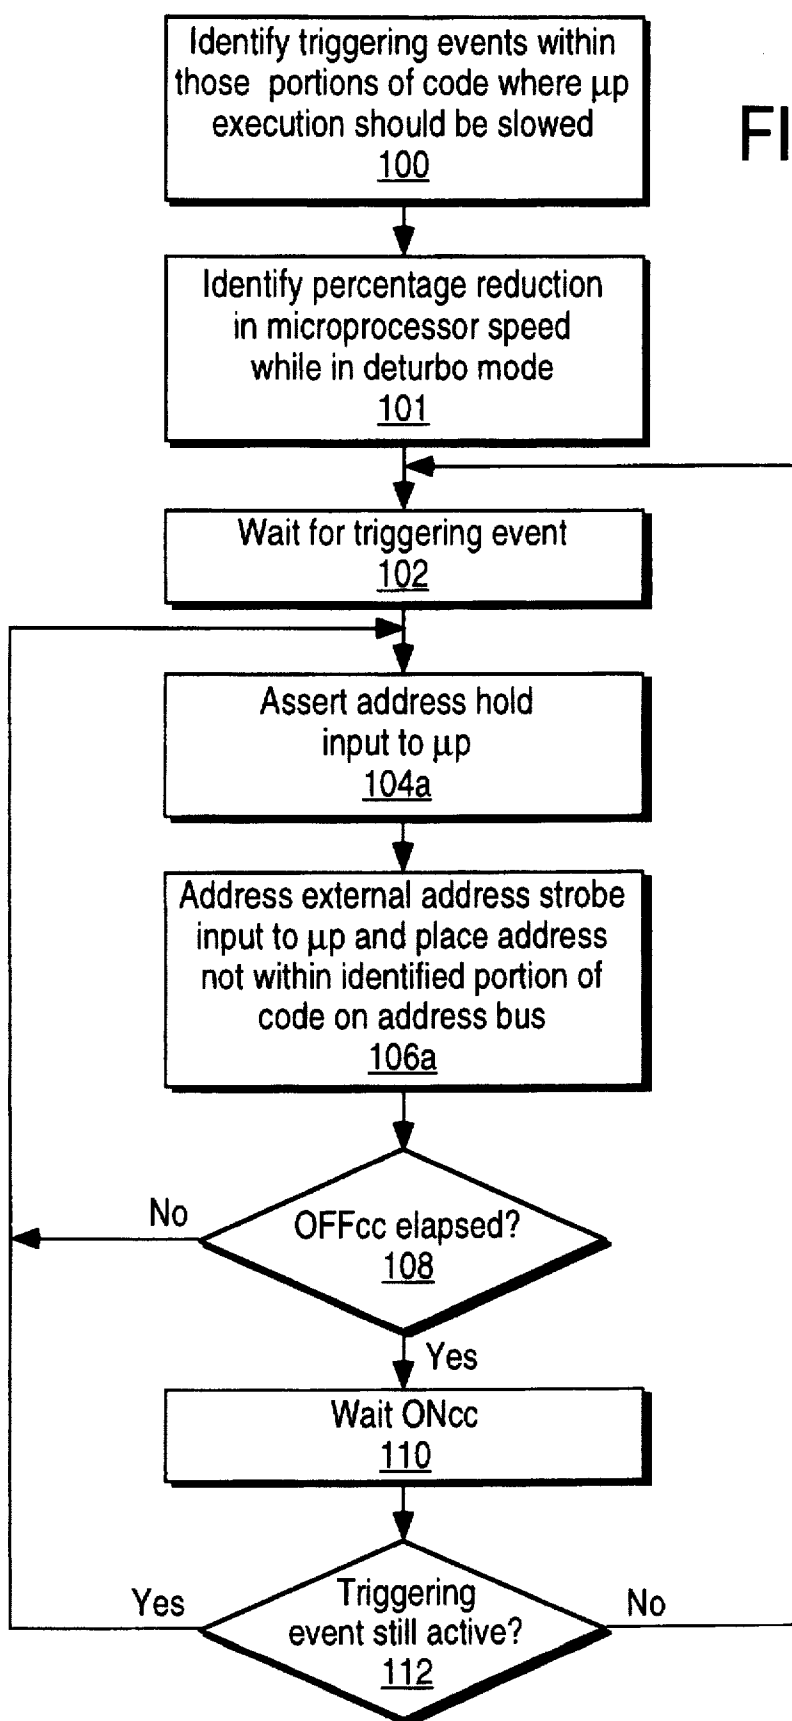 Identify triggering events within
those portions of code where μp
execution should be slowed
100
FI
Identify percentage reduction
in microprocessor speed
while in deturbo mode
101
Wait for triggering event
102
Assert address hold
input to μp
104a
Address external address strobe
input to μp and place address
not within identified portion of
code on address bus
106a
No
OFFcc elapsed?
108
Yes
Wait ONcc
110
Yes
Triggering
event still active?
112
No